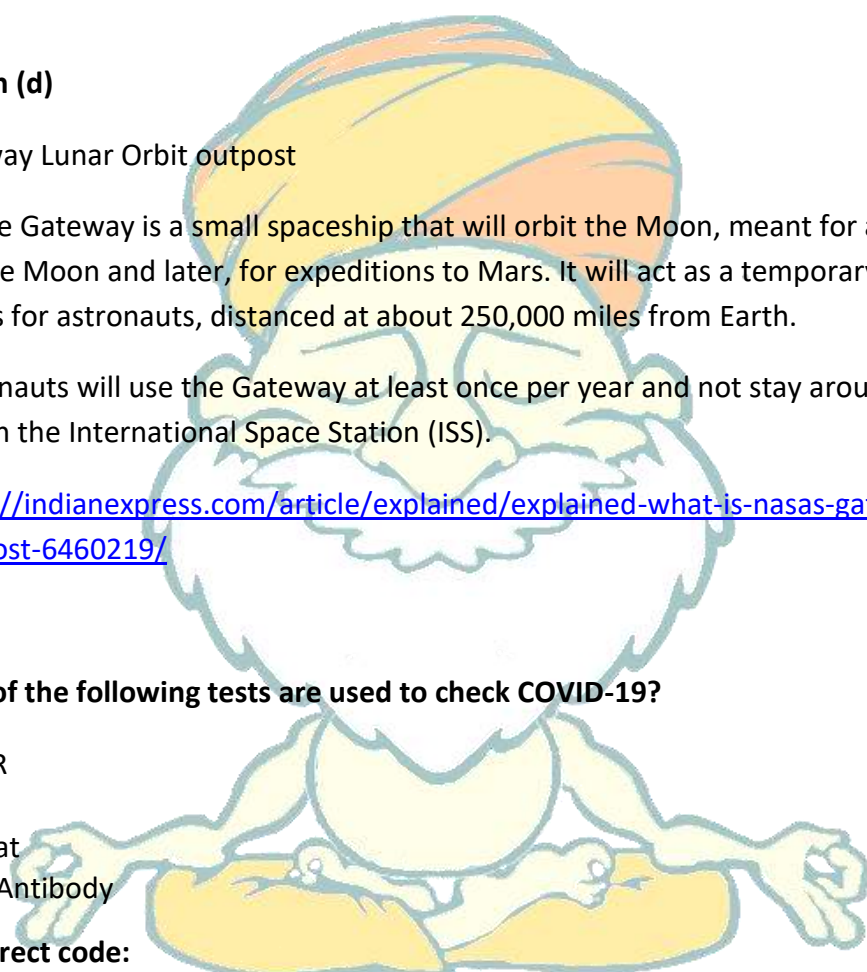 n (d)
vay Lunar Orbit outpost
e Gateway is a small spaceship that will orbit the Moon, meant for a
e Moon and later, for expeditions to Mars. It will act as a temporary
s for astronauts, distanced at about 250,000 miles from Earth.
nauts will use the Gateway at least once per year and not stay arou
n the International Space Station (ISS).
://indianexpress.com/article/explained/explained-what-is-nasas-gat
ost-6460219/
of the following tests are used to check COVID-19?
R
at
Antibody
rect code: